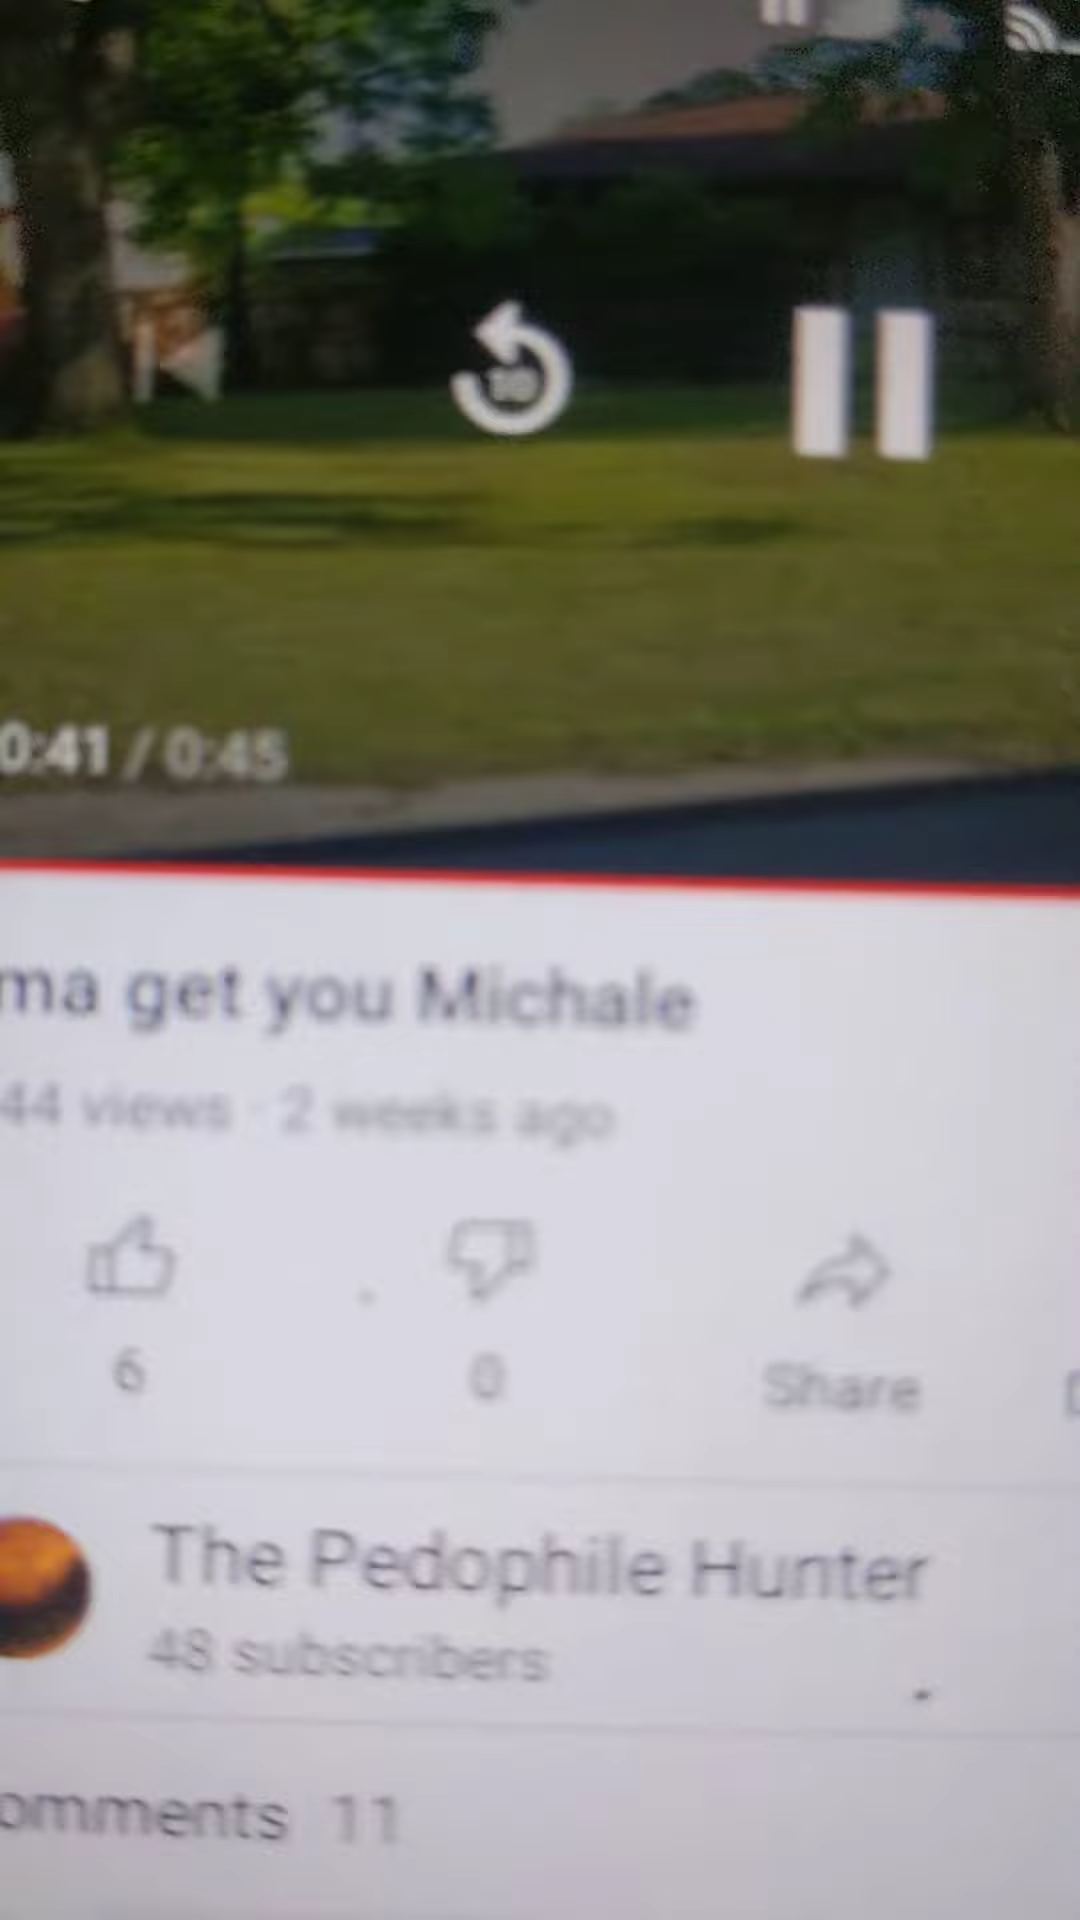 0:41 / 0:45
ma get you Michale
44 views · 2 weeks ago
6 0 Share
The Pedophile Hunter
48 subscribers
omments 11